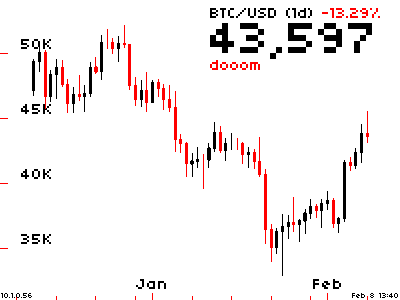 BTC/USD (1d) -13.29%
43,597
dooom
50K
45K
40K
35K
Jan Feb
10.1.0.56 Feb, 8 13:40